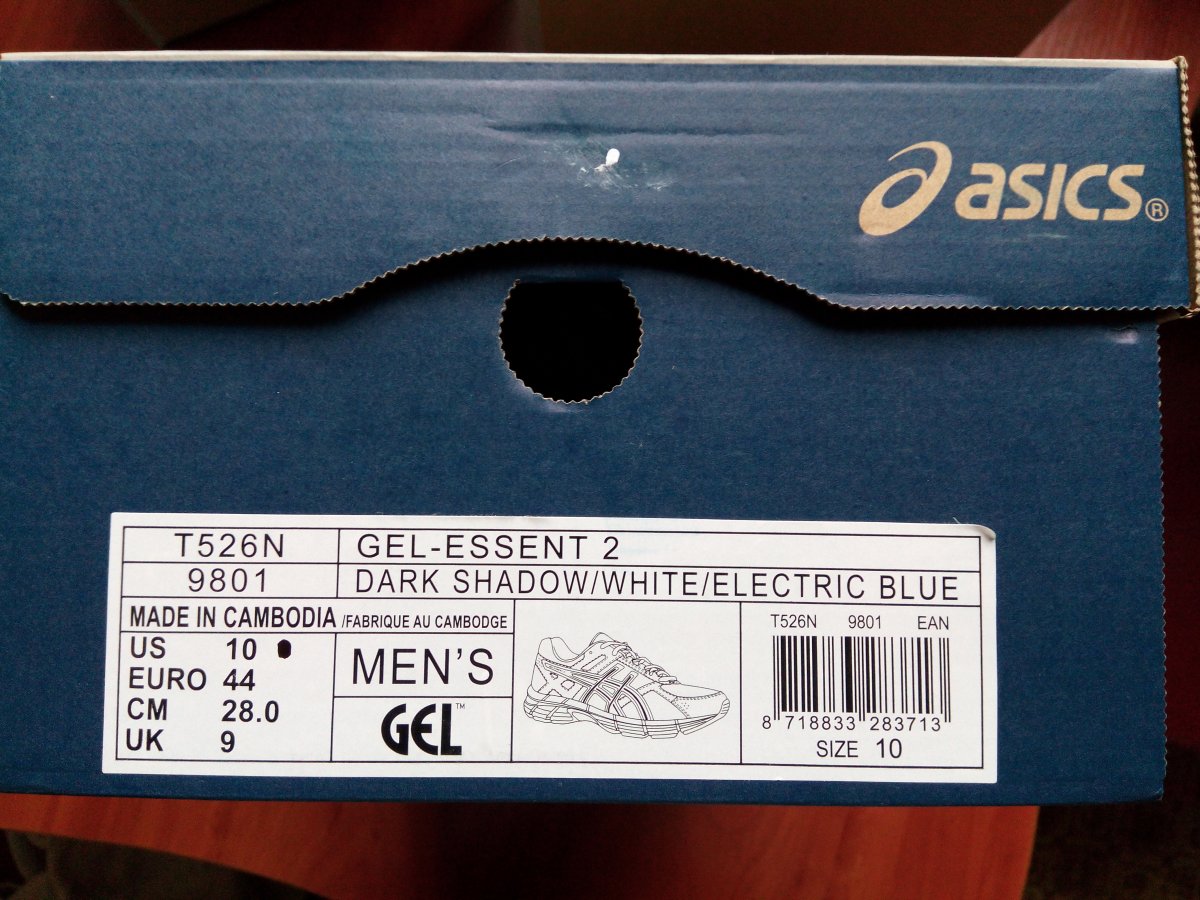 asics®
T526N
GEL-ESSENT 2
9801
DARK SHADOW/WHITE/ELECTRIC BLUE
MADE IN CAMBODIA /FABRIQUE AU CAMBODGE
US 10
EURO 44
CM 28.0
UK 9
MEN'S
GEL™
T526N 9801 EAN
8 718833 283713
SIZE 10